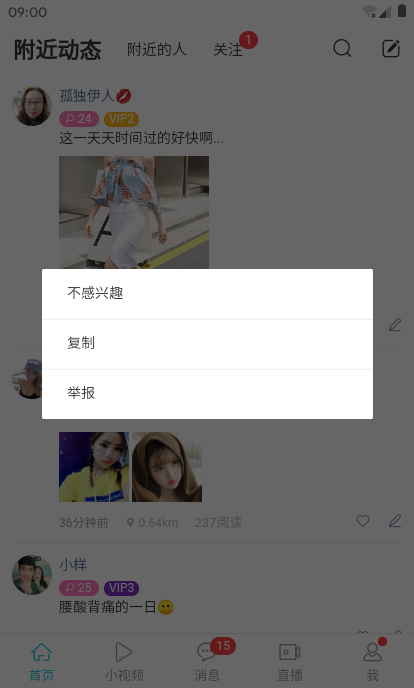 09:00
附近动态 附近的人 关注 1
孤独伊人💋
24 VIP2
这一天天时间过的好快啊...
不感兴趣
复制
举报
36分钟前 0.64km 237阅读
小样
25 VIP3
腰酸背痛的一日😶
15
首页 小视频 消息 直播 我